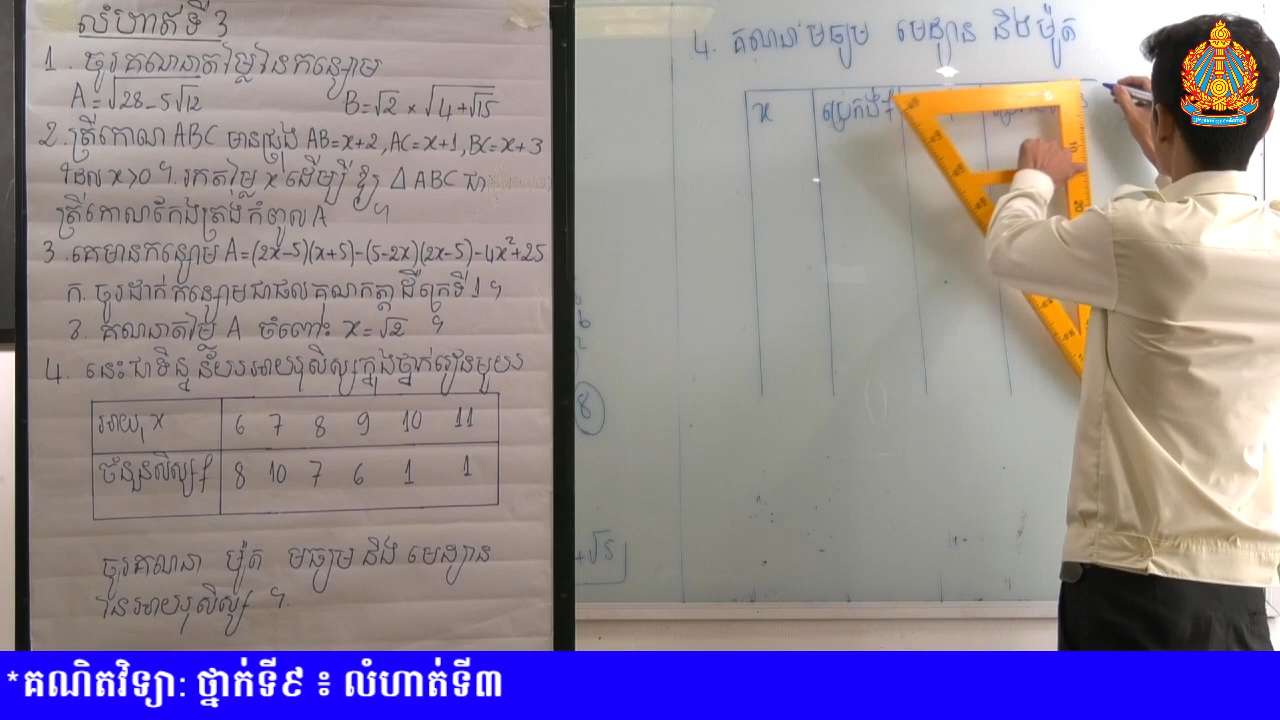 លំហាត់ទី 3
1. ចូរគណនាតម្លៃនៃកន្សោម
A = √28 - 5√12 B = √2 × √4 + √15
2. ត្រីកោណ ABC មានជ្រុង AB = x+2, AC = x+1, BC = x+3
ដែល x > 0 ។ រកតម្លៃ x ដើម្បីឱ្យ Δ ABC ជា
ត្រីកោណកែងត្រង់កំពូល A ។
3. គេមានកន្សោម A = (2x-5)(x+5)-(5-2x)(2x-5)-4x²+25
ក. ចូរដាក់កន្សោមជាផលគុណកត្តាដឺក្រេទី 1 ។
ខ. គណនាតម្លៃ A ចំពោះ x = √2 ។
4. នេះជាទិន្នន័យអាយុសិស្សក្នុងថ្នាក់រៀនមួយ
អាយុ x 6 7 8 9 10 11
ចំនួនសិស្ស f 8 10 7 6 1 1
ចូរគណនា ម៉ូត មធ្យម និង មេដ្យាន
នៃអាយុសិស្ស ។
4. គណនា មធ្យម មេដ្យាន និង ម៉ូត
x ប្រេកង់ f
8
+√5
*គណិតវិទ្យា: ថ្នាក់ទី៩ ៖ លំហាត់ទី៣